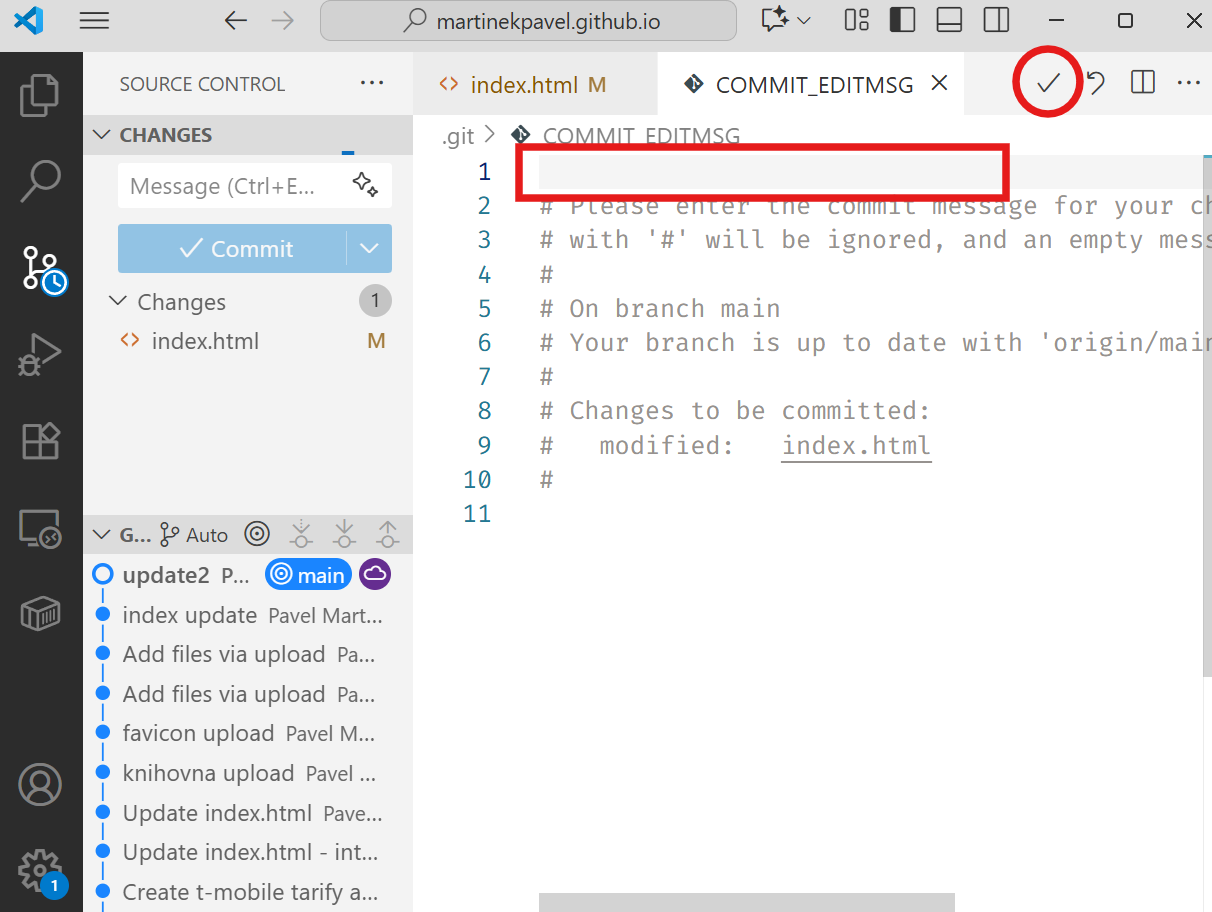 martinekpavel.github.io
SOURCE CONTROL
CHANGES
Message (Ctrl+E...
Commit
Changes 1
index.html M
G... Auto
update2 P... main
index update Pavel Mart...
Add files via upload Pa...
Add files via upload Pa...
favicon upload Pavel M...
knihovna upload Pavel ...
Update index.html Pave...
Update index.html - int...
Create t-mobile tarify a...
1
index.html M COMMIT_EDITMSG
.git > COMMIT_EDITMSG
1
2 # Please enter the commit message for your ch
3 # with '#' will be ignored, and an empty mess
4 #
5 # On branch main
6 # Your branch is up to date with 'origin/main
7 #
8 # Changes to be committed:
9 # modified: index.html
10 #
11